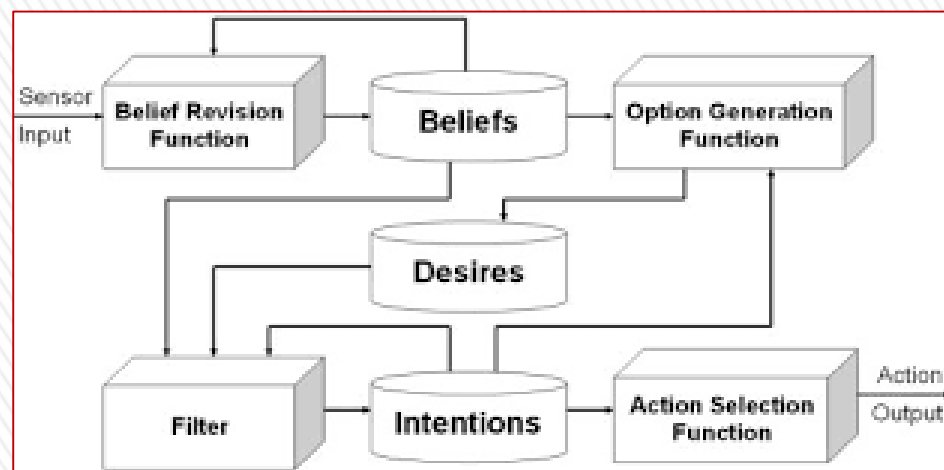 Sensor
Input
Belief Revision
Function
Beliefs
Option Generation
Function
Desires
Filter
Intentions
Action Selection
Function
Action
Output